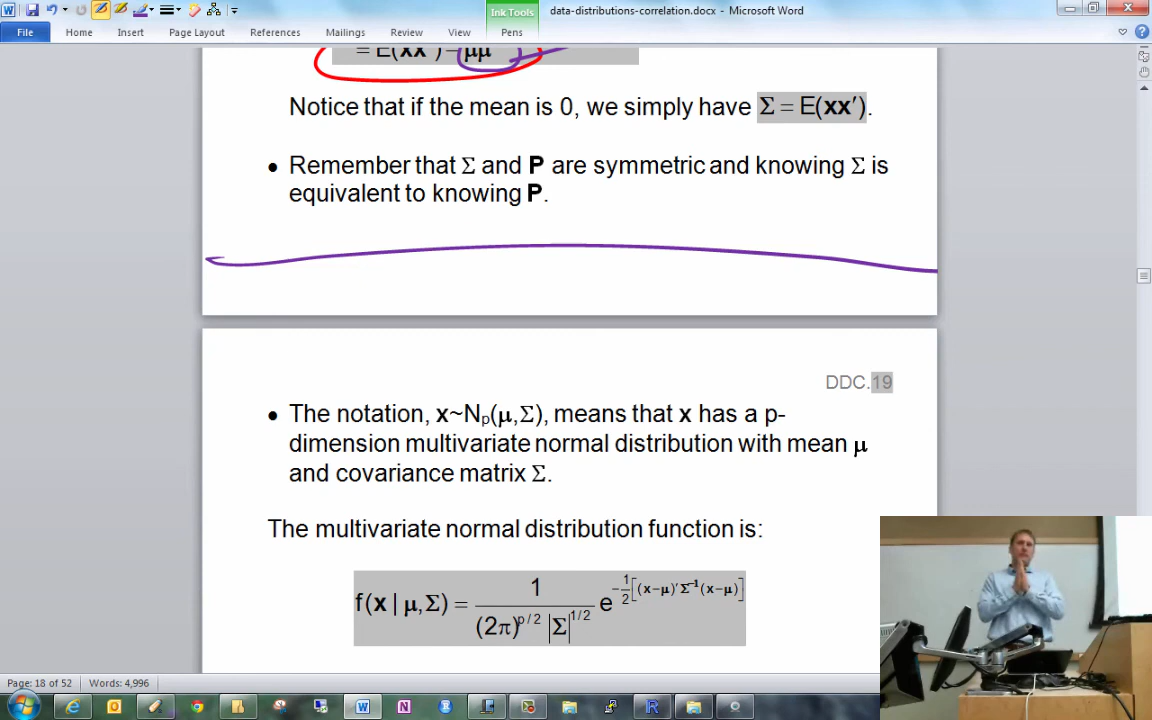 Ink Tools
data-distributions-correlation.docx - Microsoft Word
File Home Insert Page Layout References Mailings Review View Pens
= E(xx′) − μμ′
Notice that if the mean is 0, we simply have Σ = E(xx′).
• Remember that Σ and P are symmetric and knowing Σ is
equivalent to knowing P.
DDC.19
• The notation, x~Np(μ,Σ), means that x has a p-
dimension multivariate normal distribution with mean μ
and covariance matrix Σ.
The multivariate normal distribution function is:
f(x | μ,Σ) = 1 / ((2π)^p/2 |Σ|^1/2) e^−1/2[(x−μ)′Σ^−1(x−μ)]
Page: 18 of 52 Words: 4,996